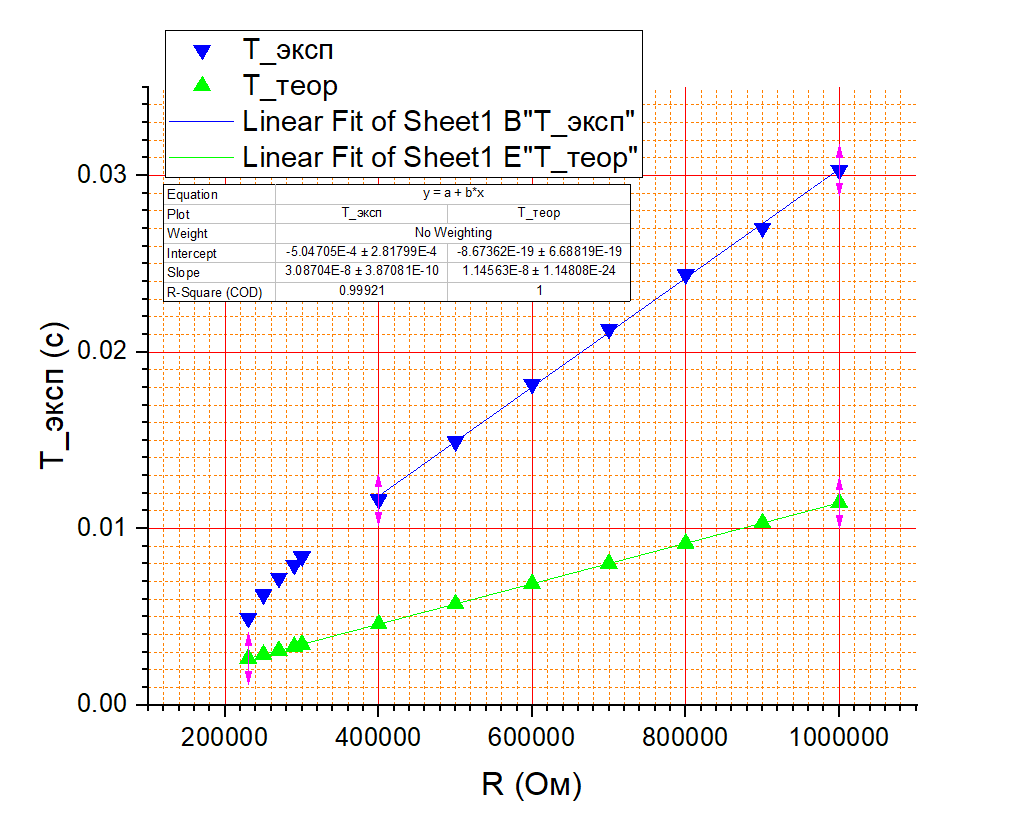 T_эксп
T_теор
Linear Fit of Sheet1 B"T_эксп"
Linear Fit of Sheet1 E"T_теор"
Equation y = a + b*x
Plot T_эксп T_теор
Weight No Weighting
Intercept -5.04705E-4 ± 2.81799E-4 -8.67362E-19 ± 6.68819E-19
Slope 3.08704E-8 ± 3.87081E-10 1.14563E-8 ± 1.14808E-24
R-Square (COD) 0.99921 1
T_эксп (с)
0.03
0.02
0.01
0.00
200000 400000 600000 800000 1000000
R (Ом)